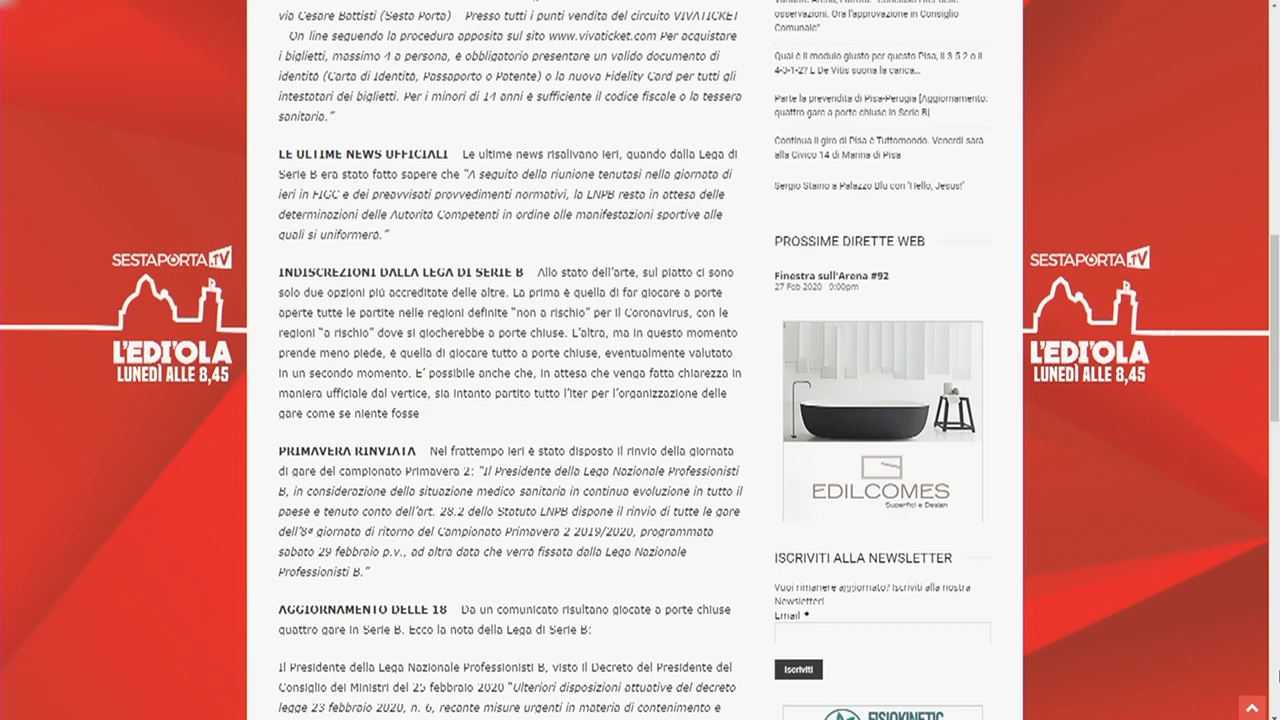 via Cesare Battisti (Sesta Porta) Presso tutti i punti vendita del circuito VIVATICKET
On line seguendo la procedura apposita sul sito www.vivaticket.com Per acquistare
i biglietti, massimo 4 a persona, è obbligatorio presentare un valido documento di
identità (Carta di Identità, Passaporto o Patente) o la nuova Fidelity Card per tutti gli
intestatari dei biglietti. Per i minori di 14 anni è sufficiente il codice fiscale o la tessera
sanitaria."
LE ULTIME NEWS UFFICIALI Le ultime news risalivano ieri, quando dalla Lega di
Serie B era stato fatto sapere che "A seguito della riunione tenutasi nella giornata di
ieri in FIGC e dei preavvisati provvedimenti normativi, la LNPB resta in attesa delle
determinazioni delle Autorità Competenti in ordine alle manifestazioni sportive alle
quali si uniformerà."
INDISCREZIONI DALLA LEGA DI SERIE B Allo stato dell'arte, sul piatto ci sono
solo due opzioni più accreditate delle altre. La prima è quella di far giocare a porte
aperte tutte le partite nelle regioni definite "non a rischio" per il Coronavirus, con le
regioni "a rischio" dove si giocherebbe a porte chiuse. L'altra, ma in questo momento
prende meno piede, è quella di giocare tutto a porte chiuse, eventualmente valutato
in un secondo momento. E' possibile anche che, in attesa che venga fatta chiarezza in
maniera ufficiale dal vertice, sia intanto partito tutto l'iter per l'organizzazione delle
gare come se niente fosse
PRIMAVERA RINVIATA Nel frattempo ieri è stato disposto il rinvio della giornata
di gare del campionato Primavera 2: "Il Presidente della Lega Nazionale Professionisti
B, in considerazione della situazione medico sanitaria in continua evoluzione in tutto il
paese e tenuto conto dell'art. 28.2 dello Statuto LNPB dispone il rinvio di tutte le gare
dell'8ª giornata di ritorno del Campionato Primavera 2 2019/2020, programmata
sabato 29 febbraio p.v., ad altra data che verrà fissata dalla Lega Nazionale
Professionisti B."
AGGIORNAMENTO DELLE 18 Da un comunicato risultano giocate a porte chiuse
quattro gare in Serie B. Ecco la nota della Lega di Serie B:
Il Presidente della Lega Nazionale Professionisti B, visto il Decreto del Presidente del
Consiglio dei Ministri del 25 febbraio 2020 "Ulteriori disposizioni attuative del decreto
legge 23 febbraio 2020, n. 6, recante misure urgenti in materia di contenimento e
osservazioni. Ora l'approvazione in Consiglio
Comunale"
Qual è il modulo giusto per questo Pisa, il 3-5-2 o il
4-3-1-2? E De Vitis suona la carica...
Parte la prevendita di Pisa-Perugia [Aggiornamento:
quattro gare a porte chiuse in Serie B]
Continua il giro di Pisa è Tuttomondo. Venerdì sarà
alla Civico 14 di Marina di Pisa
Sergio Staino a Palazzo Blu con 'Hello, Jesus!'
PROSSIME DIRETTE WEB
Finestra sull'Arena #92
27 Feb 2020 9:00pm
EDILCOMES
Superfici e Design
ISCRIVITI ALLA NEWSLETTER
Vuoi rimanere aggiornato? Iscriviti alla nostra
Newsletter!
Email *
Iscriviti
FISIOKINETIC
SESTAPORTA.TV
L'EDI'OLA
LUNEDÌ ALLE 8,45
SESTAPORTA.TV
L'EDI'OLA
LUNEDÌ ALLE 8,45